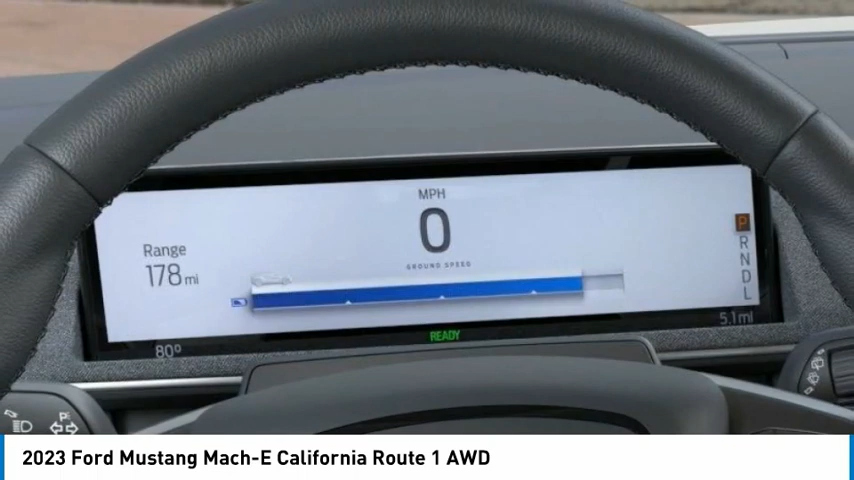 MPH
0
GROUND SPEED
Range
178 mi
P
R
N
D
L
READY
5.1 mi
80°
P
2023 Ford Mustang Mach-E California Route 1 AWD